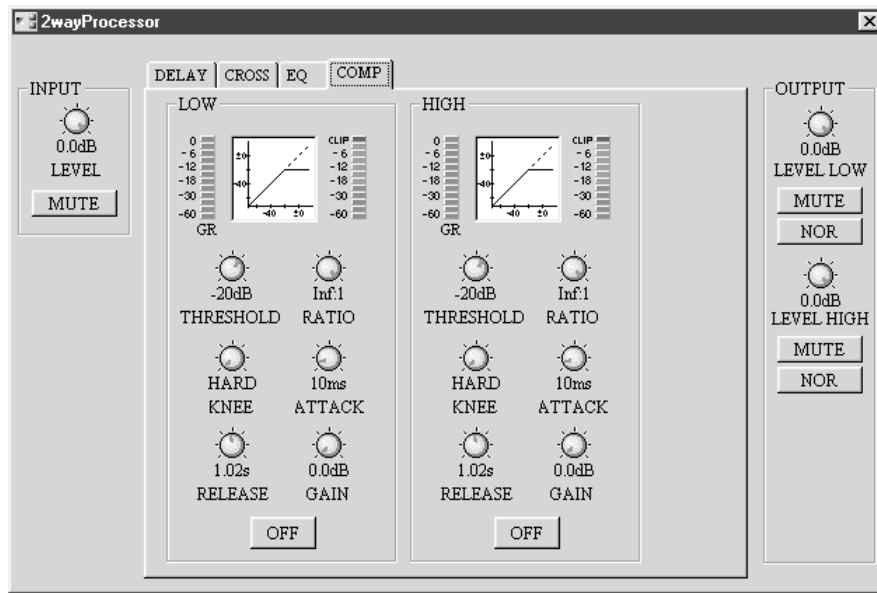 2wayProcessor
DELAY CROSS EQ COMP
INPUT
0.0dB
LEVEL
MUTE
LOW
0
-6
-12
-18
-30
-60
GR
±0
-40
-40 ±0
CLIP
-6
-12
-18
-30
-60
-20dB Inf:1
THRESHOLD RATIO
HARD 10ms
KNEE ATTACK
1.02s 0.0dB
RELEASE GAIN
OFF
HIGH
0
-6
-12
-18
-30
-60
GR
±0
-40
-40 ±0
CLIP
-6
-12
-18
-30
-60
-20dB Inf:1
THRESHOLD RATIO
HARD 10ms
KNEE ATTACK
1.02s 0.0dB
RELEASE GAIN
OFF
OUTPUT
0.0dB
LEVEL LOW
MUTE
NOR
0.0dB
LEVEL HIGH
MUTE
NOR